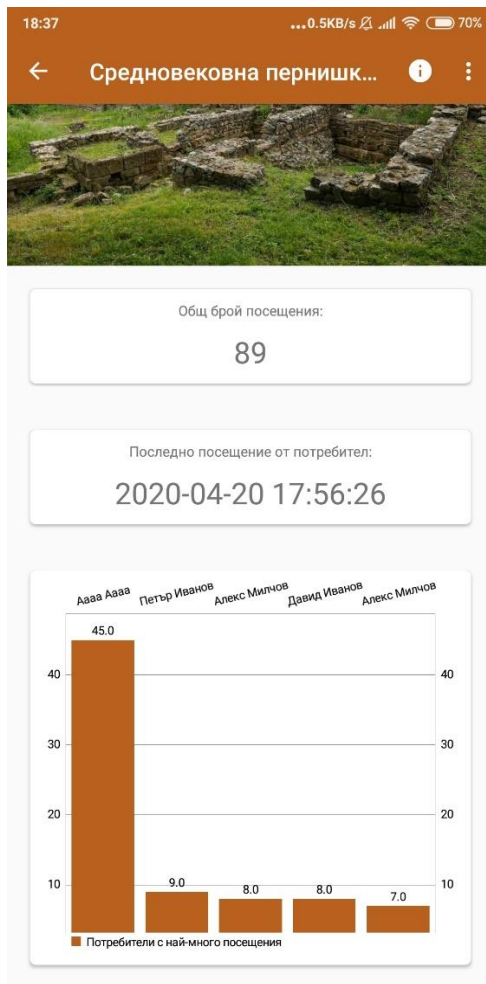 18:37 ...0.5KB/s 70%
Средновековна пернишк...
Общ брой посещения:
89
Последно посещение от потребител:
2020-04-20 17:56:26
Аааа Аааа Петър Иванов Алекс Милчов Давид Иванов Алекс Милчов
45.0
40 40
30 30
20 20
10 9.0 8.0 8.0 7.0 10
Потребители с най-много посещения